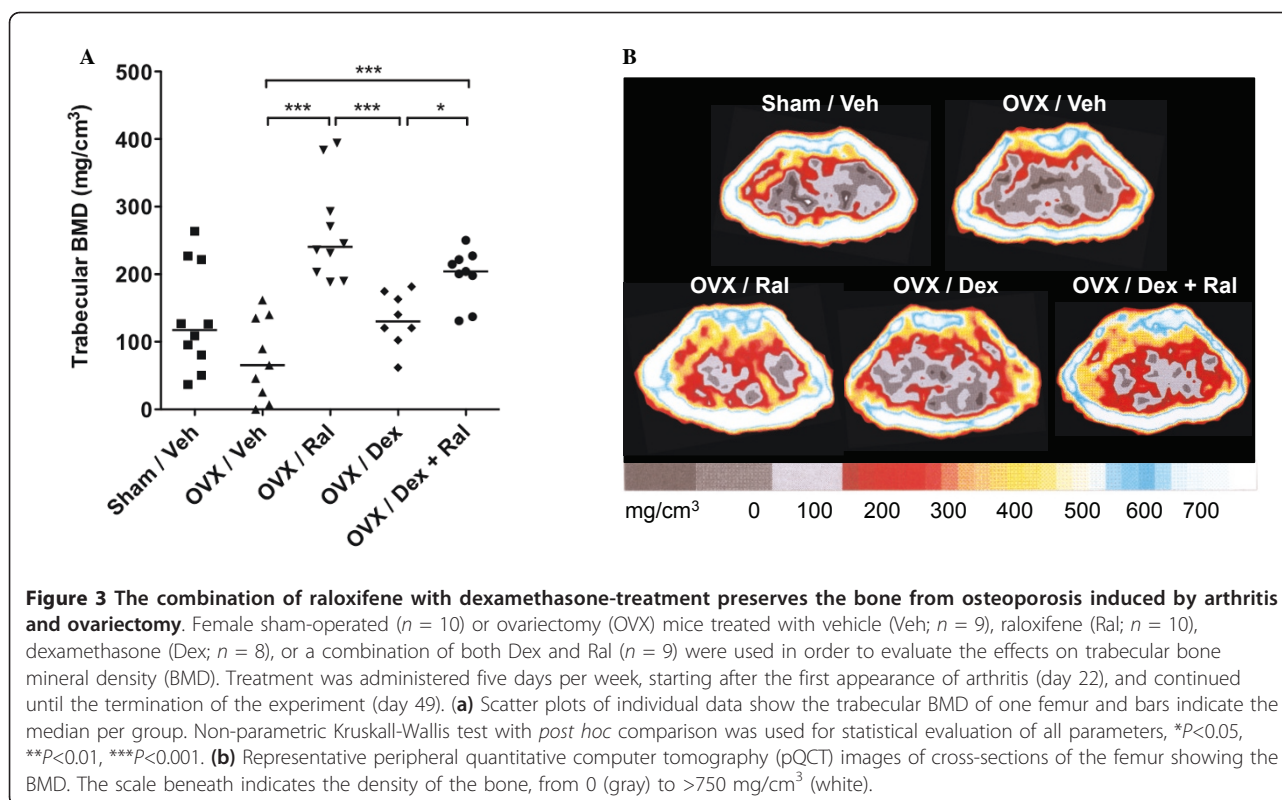 A
Trabecular BMD (mg/cm³)
500
400
300
200
100
0
***
*** *** *
Sham / Veh
OVX / Veh
OVX / Ral
OVX / Dex
OVX / Dex + Ral
B
Sham / Veh OVX / Veh
OVX / Ral OVX / Dex OVX / Dex + Ral
mg/cm³ 0 100 200 300 400 500 600 700
Figure 3 The combination of raloxifene with dexamethasone-treatment preserves the bone from osteoporosis induced by arthritis
and ovariectomy. Female sham-operated (n = 10) or ovariectomy (OVX) mice treated with vehicle (Veh; n = 9), raloxifene (Ral; n = 10),
dexamethasone (Dex; n = 8), or a combination of both Dex and Ral (n = 9) were used in order to evaluate the effects on trabecular bone
mineral density (BMD). Treatment was administered five days per week, starting after the first appearance of arthritis (day 22), and continued
until the termination of the experiment (day 49). (a) Scatter plots of individual data show the trabecular BMD of one femur and bars indicate the
median per group. Non-parametric Kruskall-Wallis test with post hoc comparison was used for statistical evaluation of all parameters, *P<0.05,
**P<0.01, ***P<0.001. (b) Representative peripheral quantitative computer tomography (pQCT) images of cross-sections of the femur showing the
BMD. The scale beneath indicates the density of the bone, from 0 (gray) to >750 mg/cm³ (white).